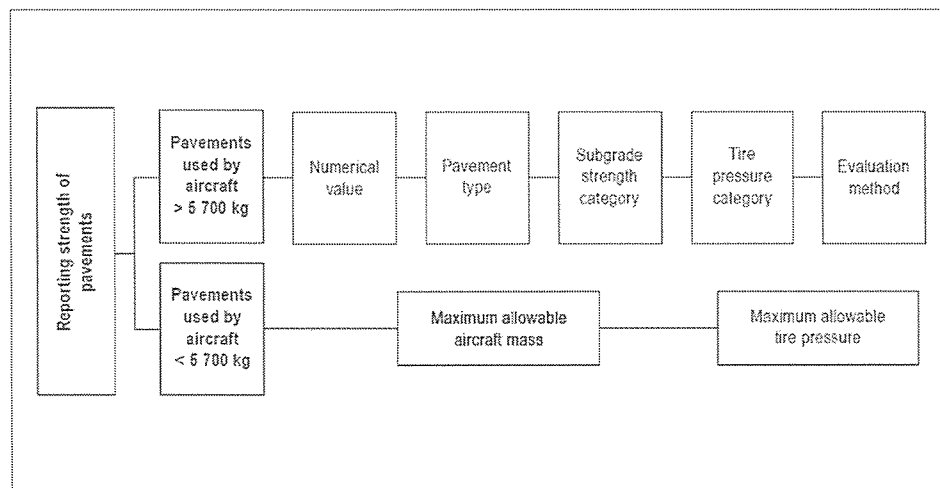 Reporting strength of
pavements
Pavements
used by
aircraft
> 5 700 kg
Numerical
value
Pavement
type
Subgrade
strength
category
Tire
pressure
category
Evaluation
method
Pavements
used by
aircraft
< 5 700 kg
Maximum allowable
aircraft mass
Maximum allowable
tire pressure